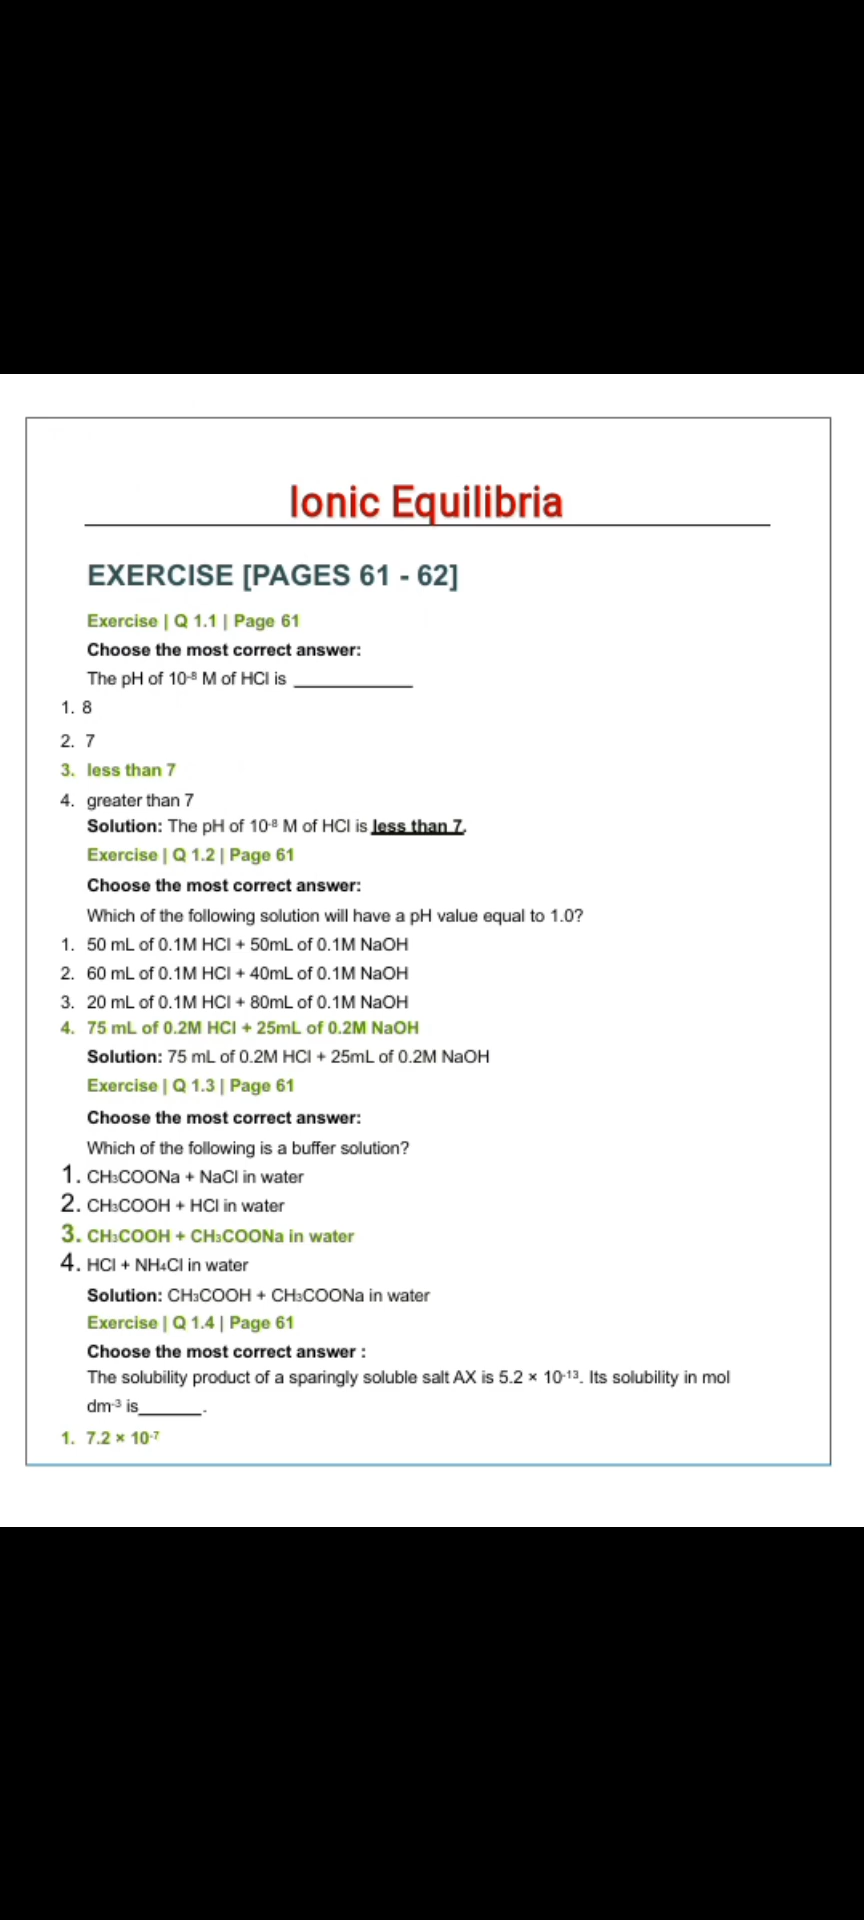 Ionic Equilibria
EXERCISE [PAGES 61 - 62]
Exercise | Q 1.1 | Page 61
Choose the most correct answer:
The pH of 10⁻⁸ M of HCl is ____________
1. 8
2. 7
3. less than 7
4. greater than 7
Solution: The pH of 10⁻⁸ M of HCl is less than 7.
Exercise | Q 1.2 | Page 61
Choose the most correct answer:
Which of the following solution will have a pH value equal to 1.0?
1. 50 mL of 0.1M HCl + 50mL of 0.1M NaOH
2. 60 mL of 0.1M HCl + 40mL of 0.1M NaOH
3. 20 mL of 0.1M HCl + 80mL of 0.1M NaOH
4. 75 mL of 0.2M HCl + 25mL of 0.2M NaOH
Solution: 75 mL of 0.2M HCl + 25mL of 0.2M NaOH
Exercise | Q 1.3 | Page 61
Choose the most correct answer:
Which of the following is a buffer solution?
1. CH₃COONa + NaCl in water
2. CH₃COOH + HCl in water
3. CH₃COOH + CH₃COONa in water
4. HCl + NH₄Cl in water
Solution: CH₃COOH + CH₃COONa in water
Exercise | Q 1.4 | Page 61
Choose the most correct answer :
The solubility product of a sparingly soluble salt AX is 5.2 × 10⁻¹³. Its solubility in mol
dm⁻³ is_______.
1. 7.2 × 10⁻⁷